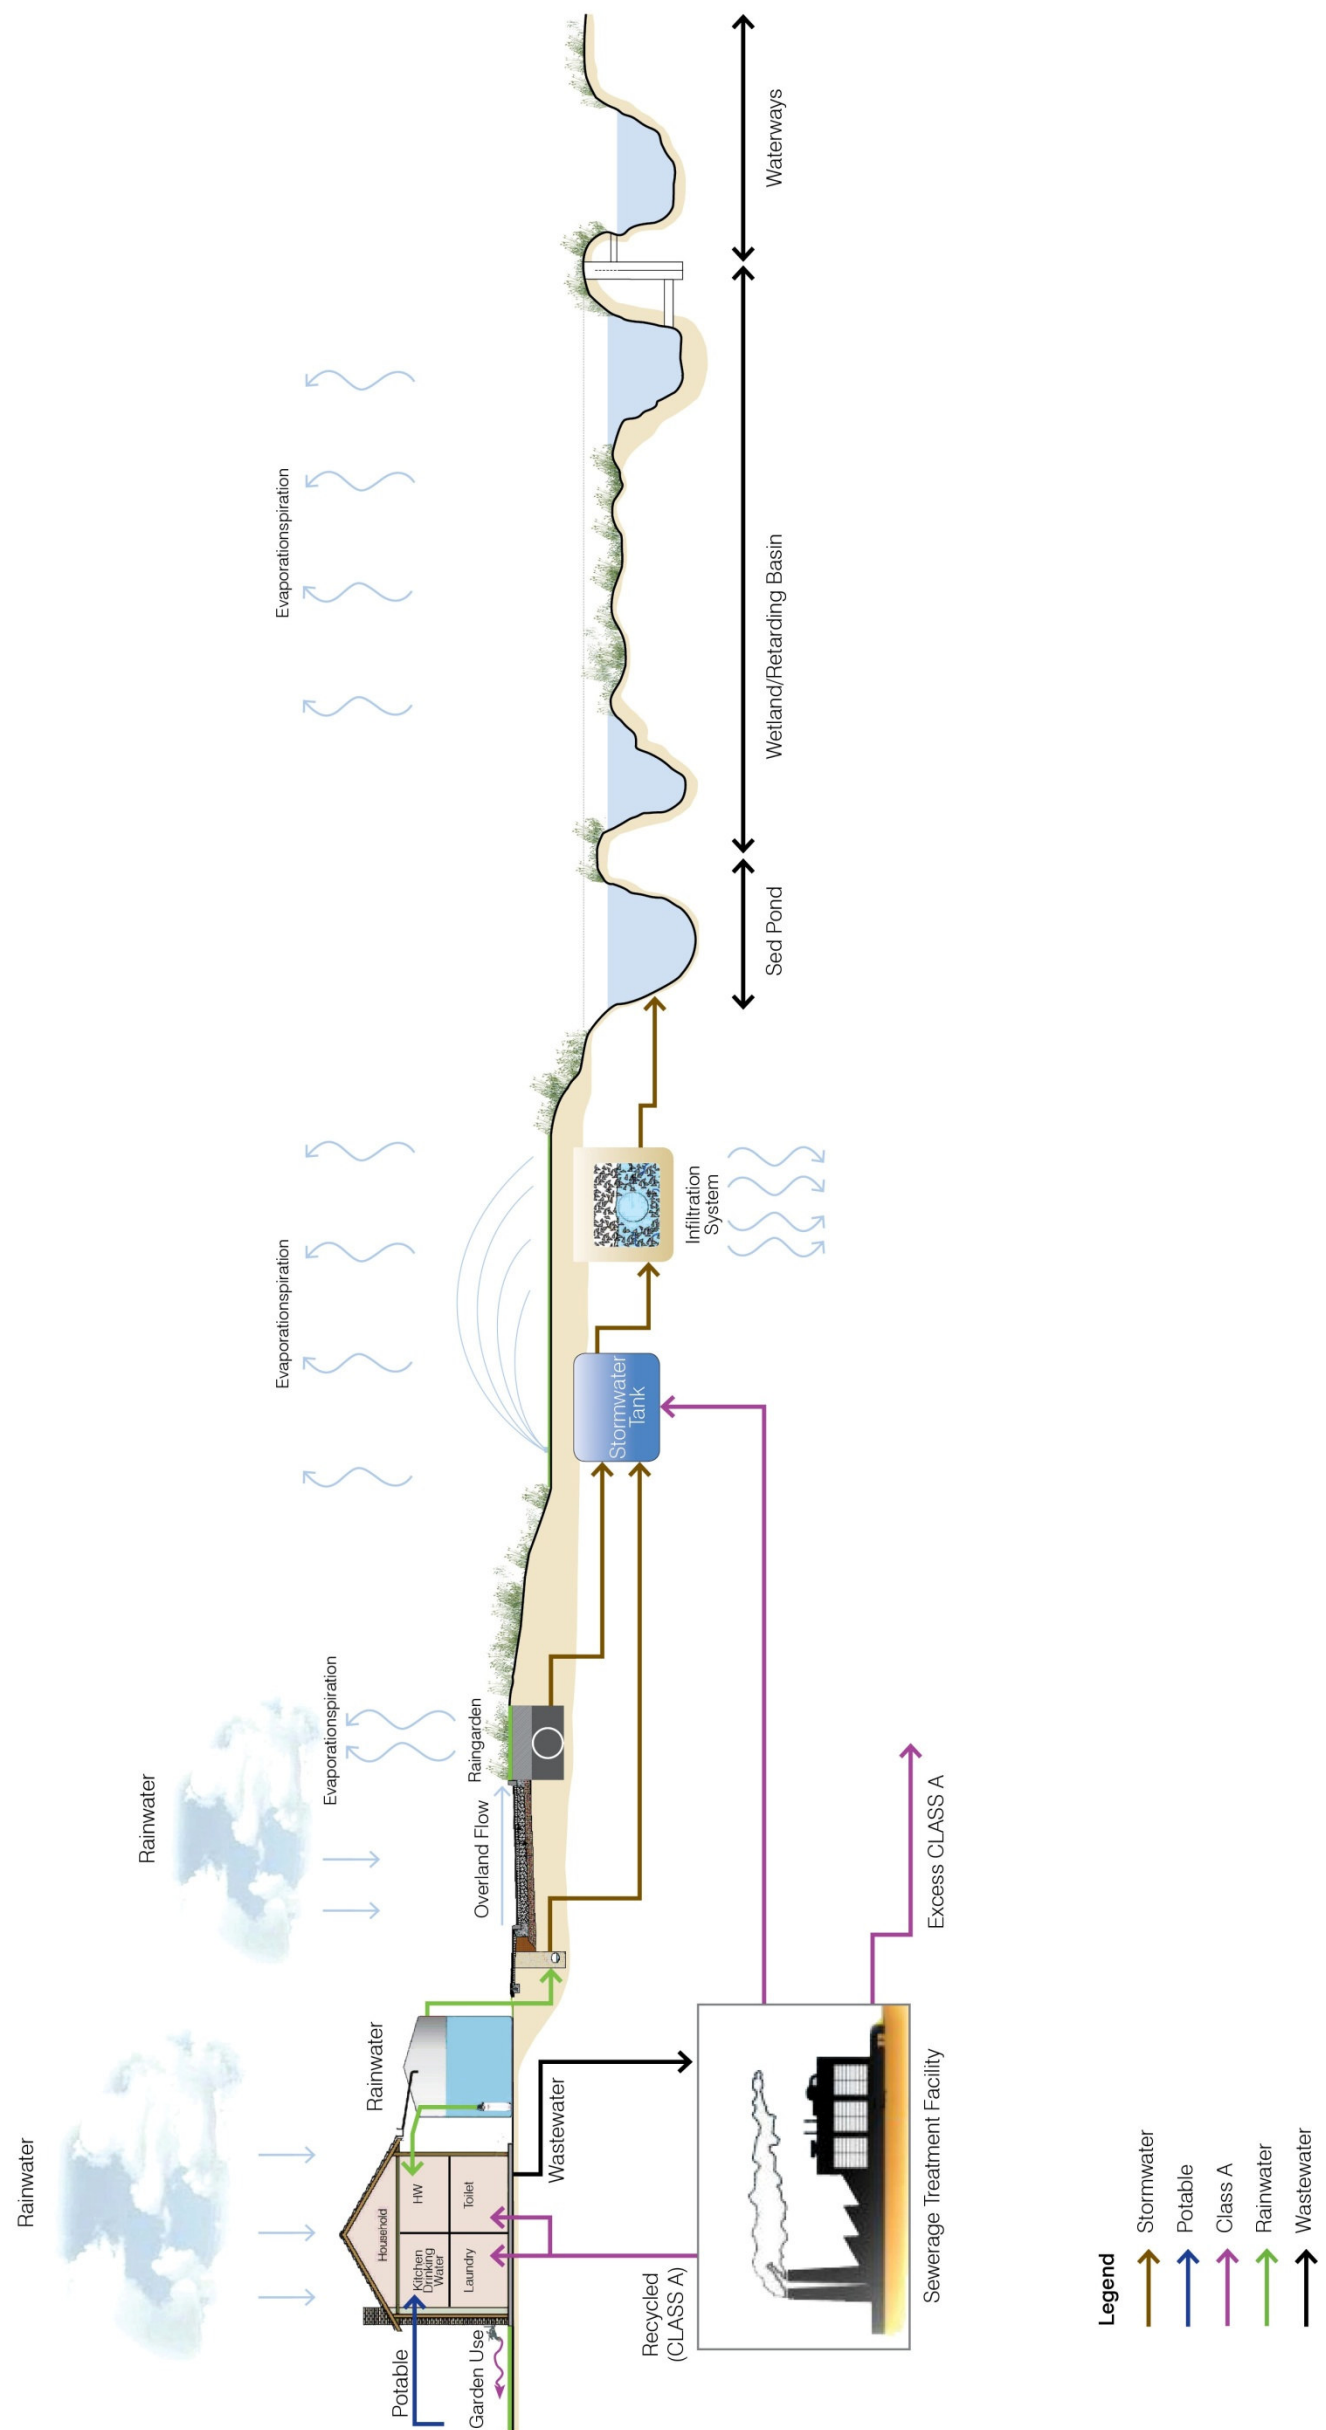 Rainwater
Rainwater
Evaporationspiration
Evaporationspiration
Evaporationspiration
Household
Kitchen
Drinking
Water
HW
Laundry
Toilet
Potable
Garden Use
Rainwater
Overland Flow
Raingarden
Wastewater
Stormwater
Tank
Infiltration
System
Sed Pond
Wetland/Retarding Basin
Waterways
Recycled
(CLASS A)
Excess CLASS A
Sewerage Treatment Facility
Legend
Stormwater
Potable
Class A
Rainwater
Wastewater